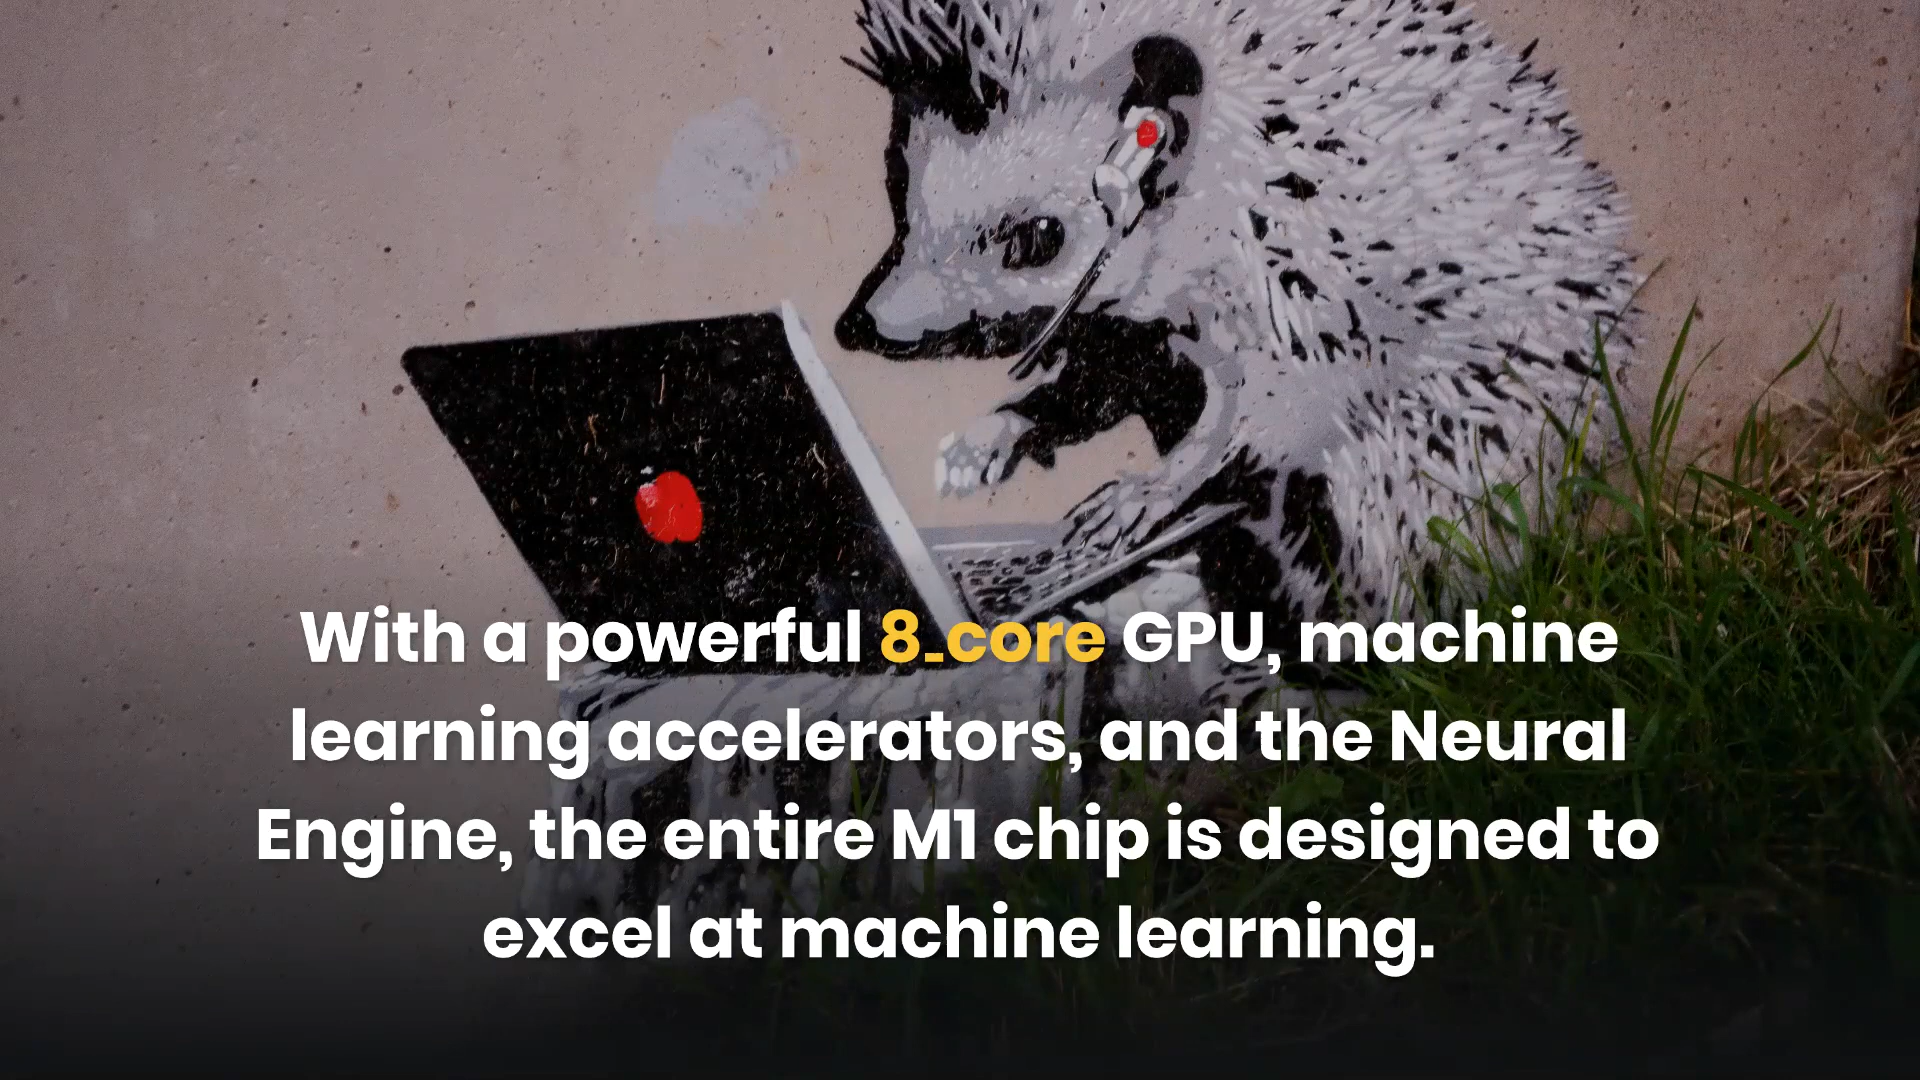 With a powerful 8_core GPU, machine
learning accelerators, and the Neural
Engine, the entire M1 chip is designed to
excel at machine learning.